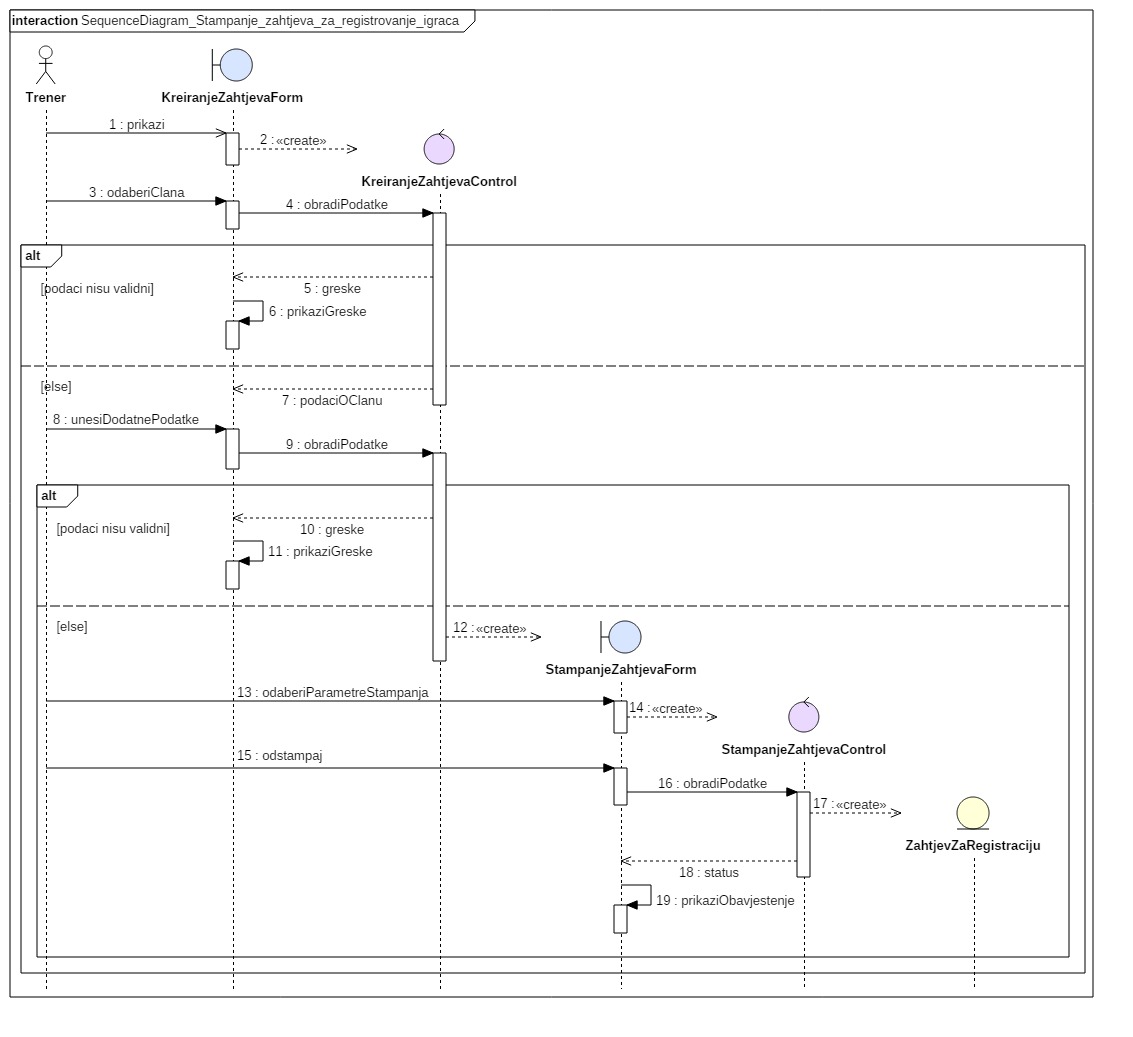 interaction SequenceDiagram_Stampanje_zahtjeva_za_registrovanje_igraca
Trener
KreiranjeZahtjevaForm
1 : prikazi
2 : «create»
KreiranjeZahtjevaControl
3 : odaberiClana
4 : obradiPodatke
alt
5 : greske
[podaci nisu validni]
6 : prikaziGreske
[else]
7 : podaciOClanu
8 : unesiDodatnePodatke
9 : obradiPodatke
alt
[podaci nisu validni]
10 : greske
11 : prikaziGreske
[else]
12 : «create»
StampanjeZahtjevaForm
13 : odaberiParametreStampanja
14 : «create»
StampanjeZahtjevaControl
15 : odstampaj
16 : obradiPodatke
17 : «create»
ZahtjevZaRegistraciju
18 : status
19 : prikaziObavjestenje